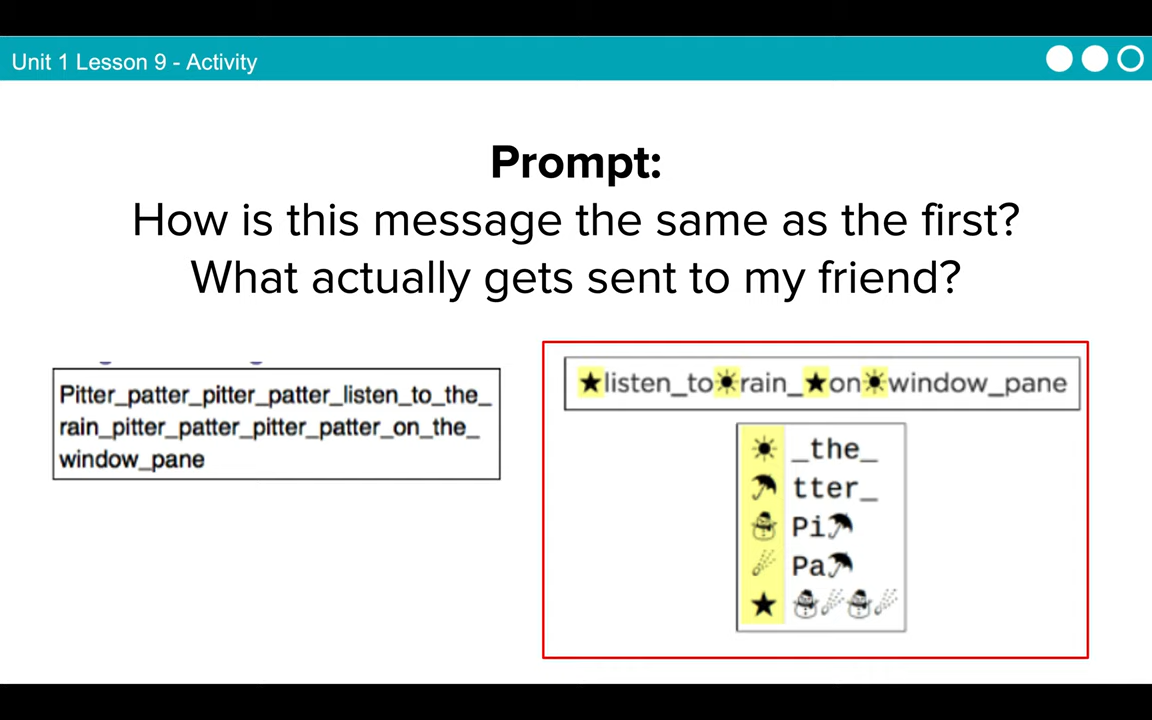 Unit 1 Lesson 9 - Activity
Prompt:
How is this message the same as the first?
What actually gets sent to my friend?
Pitter_patter_pitter_patter_listen_to_the_
rain_pitter_patter_pitter_patter_on_the_
window_pane
★listen_to☀rain_★on☀window_pane
☀ _the_
☂ tter_
☃ Pi☂
☄ Pa☂
★ ☃☄☃☄